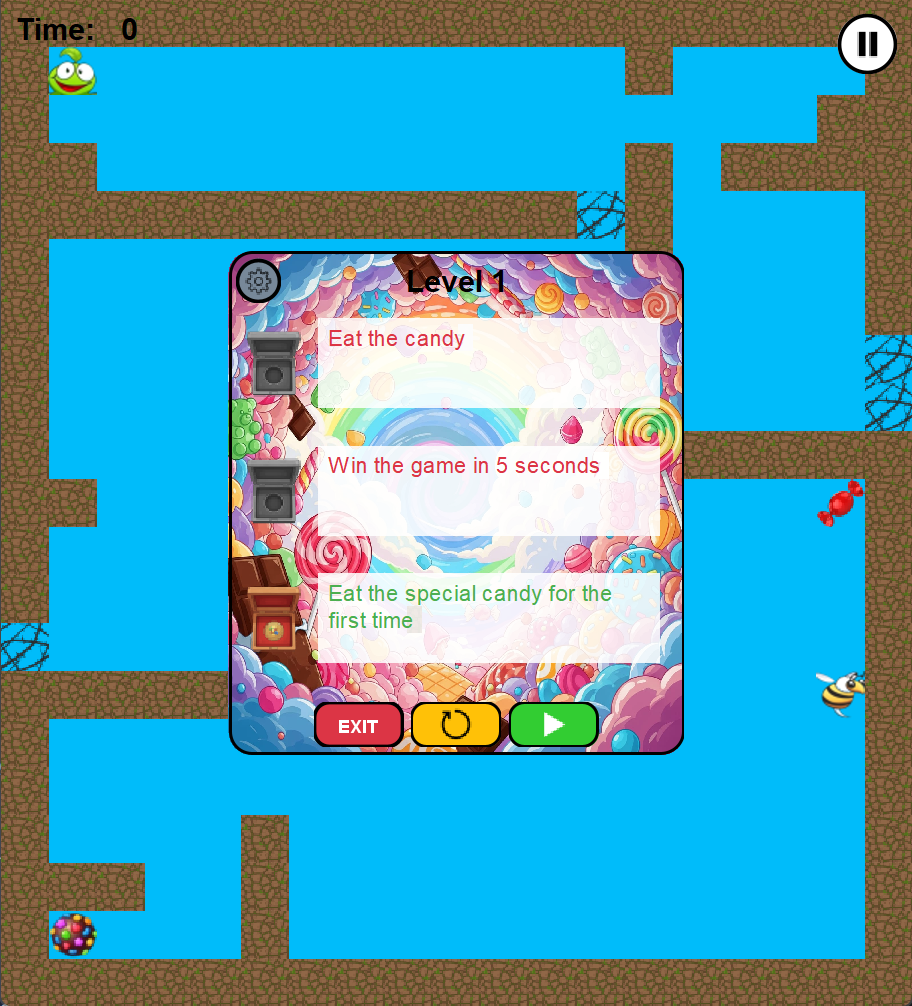 Time: 0
Level 1
Eat the candy
Win the game in 5 seconds
Eat the special candy for the
first time
EXIT